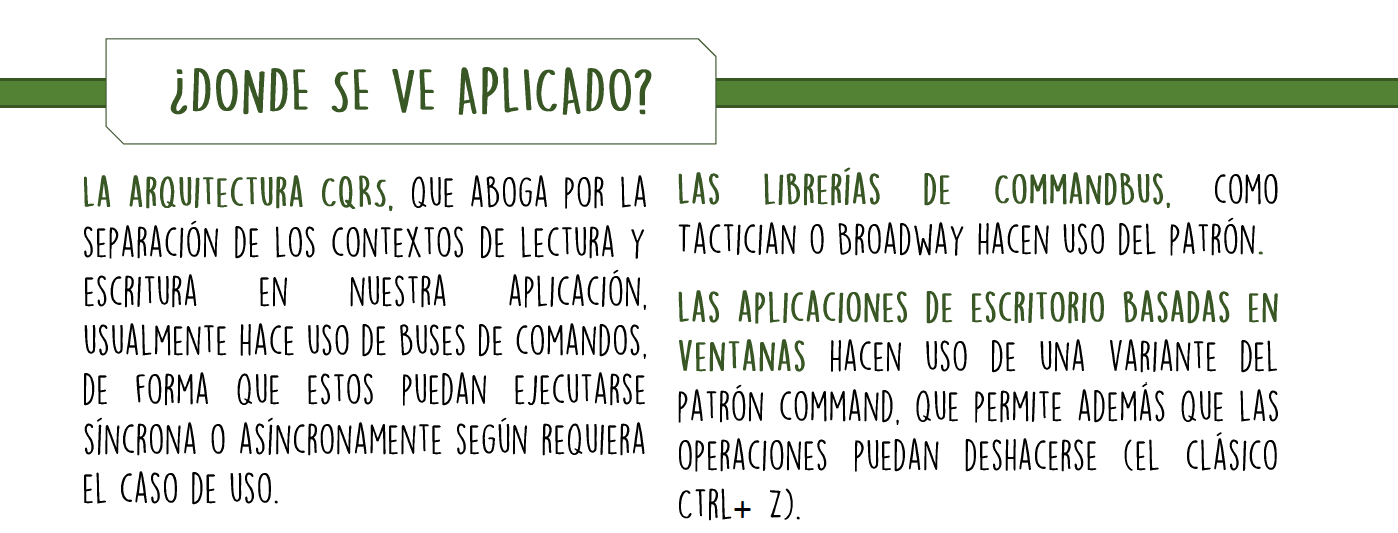 ¿DONDE SE VE APLICADO?
LA ARQUITECTURA CQRS, QUE ABOGA POR LA
SEPARACIÓN DE LOS CONTEXTOS DE LECTURA Y
ESCRITURA EN NUESTRA APLICACIÓN,
USUALMENTE HACE USO DE BUSES DE COMANDOS,
DE FORMA QUE ESTOS PUEDAN EJECUTARSE
SÍNCRONA O ASÍNCRONAMENTE SEGÚN REQUIERA
EL CASO DE USO.
LAS LIBRERÍAS DE COMMANDBUS, COMO
TACTICIAN O BROADWAY HACEN USO DEL PATRÓN.
LAS APLICACIONES DE ESCRITORIO BASADAS EN
VENTANAS HACEN USO DE UNA VARIANTE DEL
PATRÓN COMMAND, QUE PERMITE ADEMÁS QUE LAS
OPERACIONES PUEDAN DESHACERSE (EL CLÁSICO
CTRL+ Z).